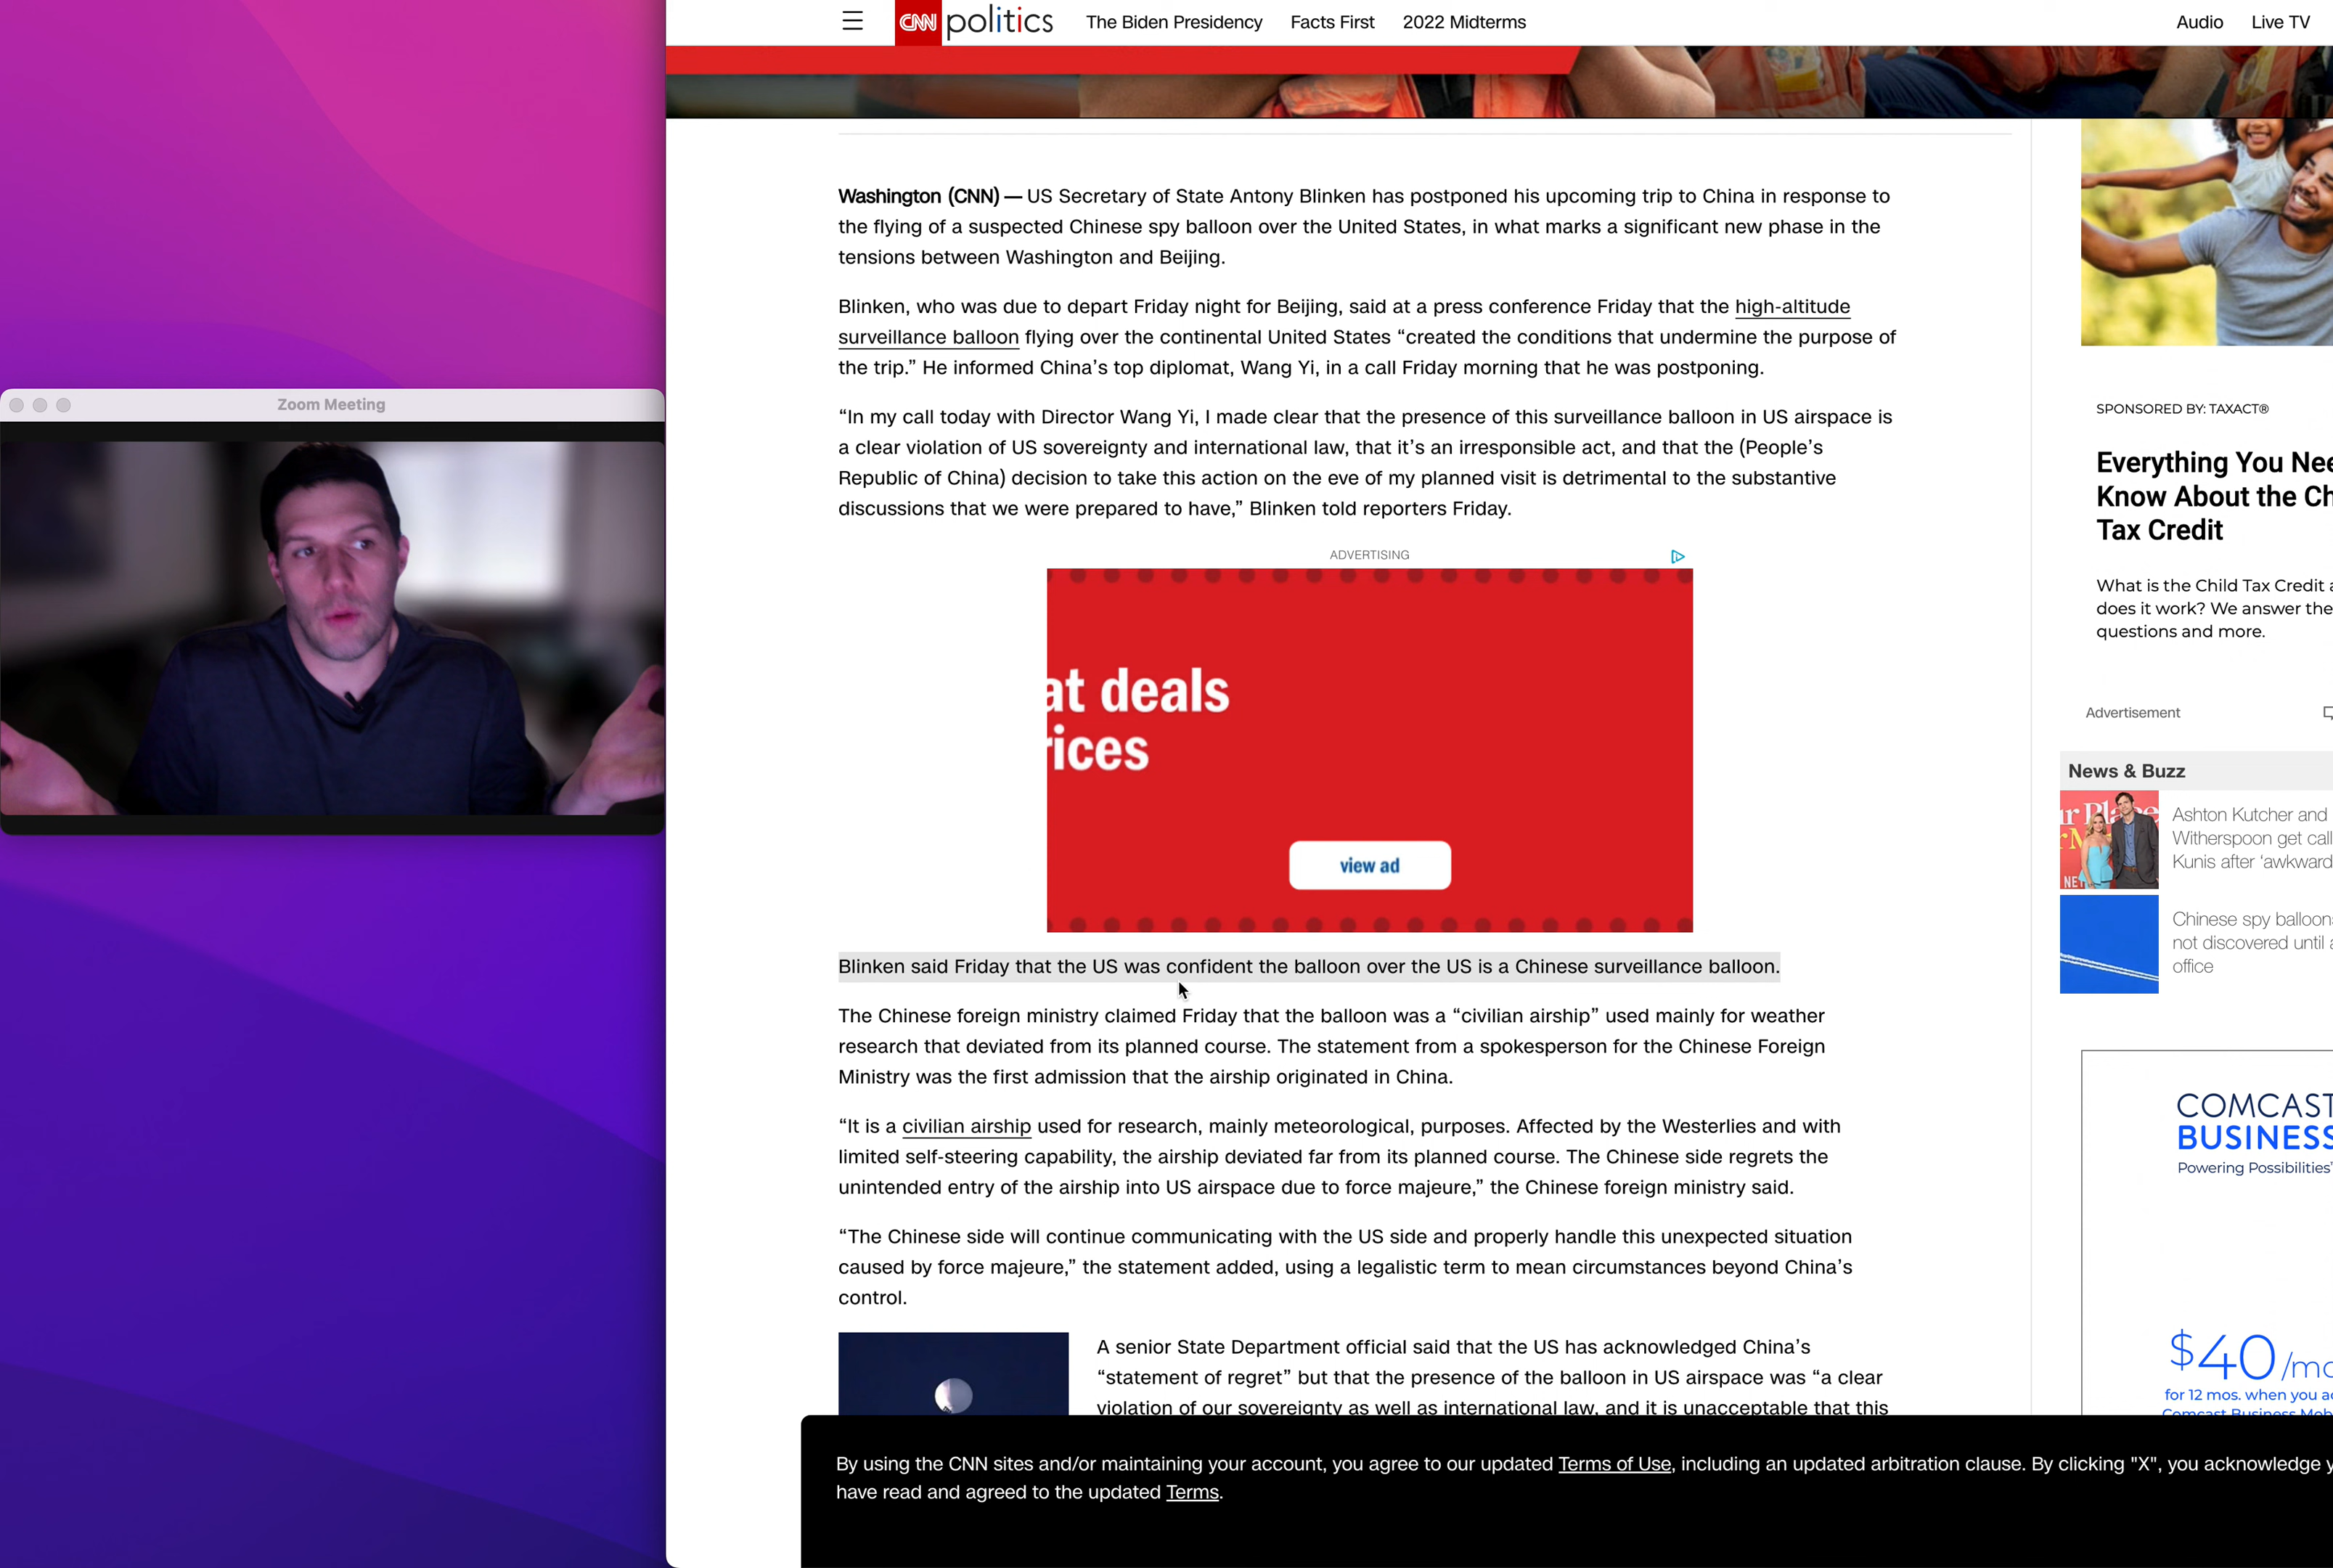 CNN politics The Biden Presidency Facts First 2022 Midterms Audio Live TV
Zoom Meeting
Washington (CNN) — US Secretary of State Antony Blinken has postponed his upcoming trip to China in response to
the flying of a suspected Chinese spy balloon over the United States, in what marks a significant new phase in the
tensions between Washington and Beijing.
Blinken, who was due to depart Friday night for Beijing, said at a press conference Friday that the high-altitude
surveillance balloon flying over the continental United States “created the conditions that undermine the purpose of
the trip.” He informed China’s top diplomat, Wang Yi, in a call Friday morning that he was postponing.
“In my call today with Director Wang Yi, I made clear that the presence of this surveillance balloon in US airspace is
a clear violation of US sovereignty and international law, that it’s an irresponsible act, and that the (People’s
Republic of China) decision to take this action on the eve of my planned visit is detrimental to the substantive
discussions that we were prepared to have,” Blinken told reporters Friday.
ADVERTISING
at deals
rices
view ad
Blinken said Friday that the US was confident the balloon over the US is a Chinese surveillance balloon.
The Chinese foreign ministry claimed Friday that the balloon was a “civilian airship” used mainly for weather
research that deviated from its planned course. The statement from a spokesperson for the Chinese Foreign
Ministry was the first admission that the airship originated in China.
“It is a civilian airship used for research, mainly meteorological, purposes. Affected by the Westerlies and with
limited self-steering capability, the airship deviated far from its planned course. The Chinese side regrets the
unintended entry of the airship into US airspace due to force majeure,” the Chinese foreign ministry said.
“The Chinese side will continue communicating with the US side and properly handle this unexpected situation
caused by force majeure,” the statement added, using a legalistic term to mean circumstances beyond China’s
control.
A senior State Department official said that the US has acknowledged China’s
“statement of regret” but that the presence of the balloon in US airspace was “a clear
violation of our sovereignty as well as international law, and it is unacceptable that this
SPONSORED BY: TAXACT®
Everything You Nee
Know About the Ch
Tax Credit
What is the Child Tax Credit a
does it work? We answer the
questions and more.
Advertisement
News & Buzz
Ashton Kutcher and
Witherspoon get call
Kunis after ‘awkward
Chinese spy balloon
not discovered until a
office
COMCAST
BUSINESS
Powering Possibilities
$40/mo
for 12 mos. when you a
Comcast Business Mob
By using the CNN sites and/or maintaining your account, you agree to our updated Terms of Use, including an updated arbitration clause. By clicking "X", you acknowledge y
have read and agreed to the updated Terms.